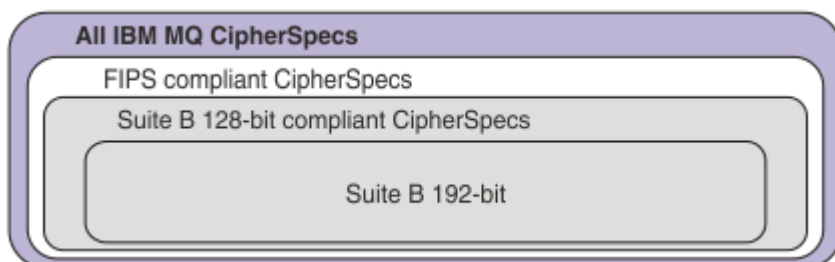 All IBM MQ CipherSpecs
FIPS compliant CipherSpecs
Suite B 128-bit compliant CipherSpecs
Suite B 192-bit